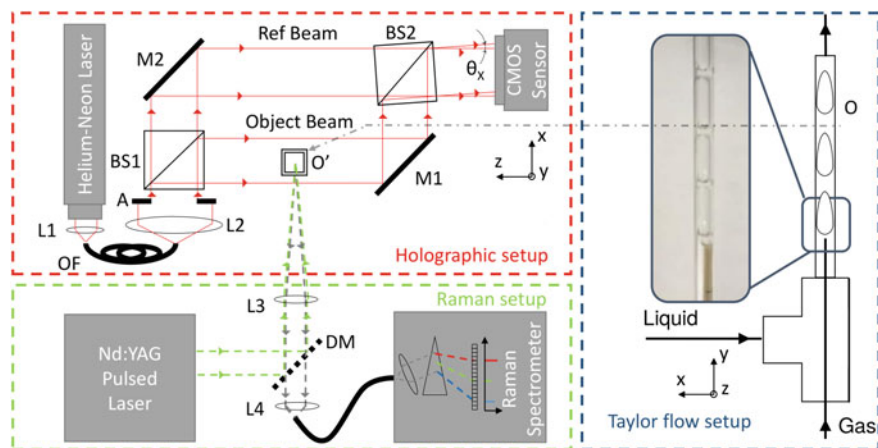 Helium-Neon Laser
M2
Ref Beam
BS2
θx
CMOS
Sensor
Object Beam
BS1
O'
M1
x
z
y
A
L1
L2
OF
Holographic setup
Raman setup
L3
Nd:YAG
Pulsed
Laser
DM
L4
Raman
Spectrometer
O
Liquid
y
x
z
Taylor flow setup
Gas